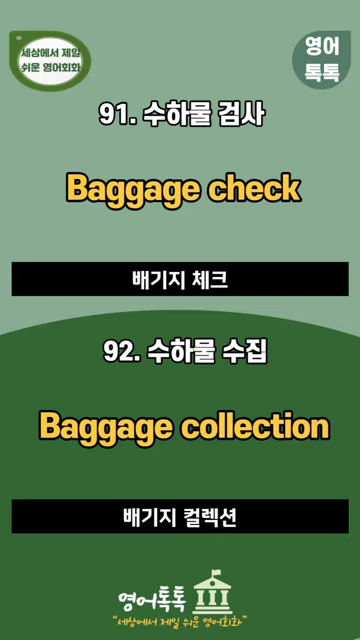 세상에서 제일
쉬운 영어회화
영어
톡톡
91. 수하물 검사
Baggage check
배기지 체크
92. 수하물 수집
Baggage collection
배기지 컬렉션
영어톡톡
"세상에서 제일 쉬운 영어회화"